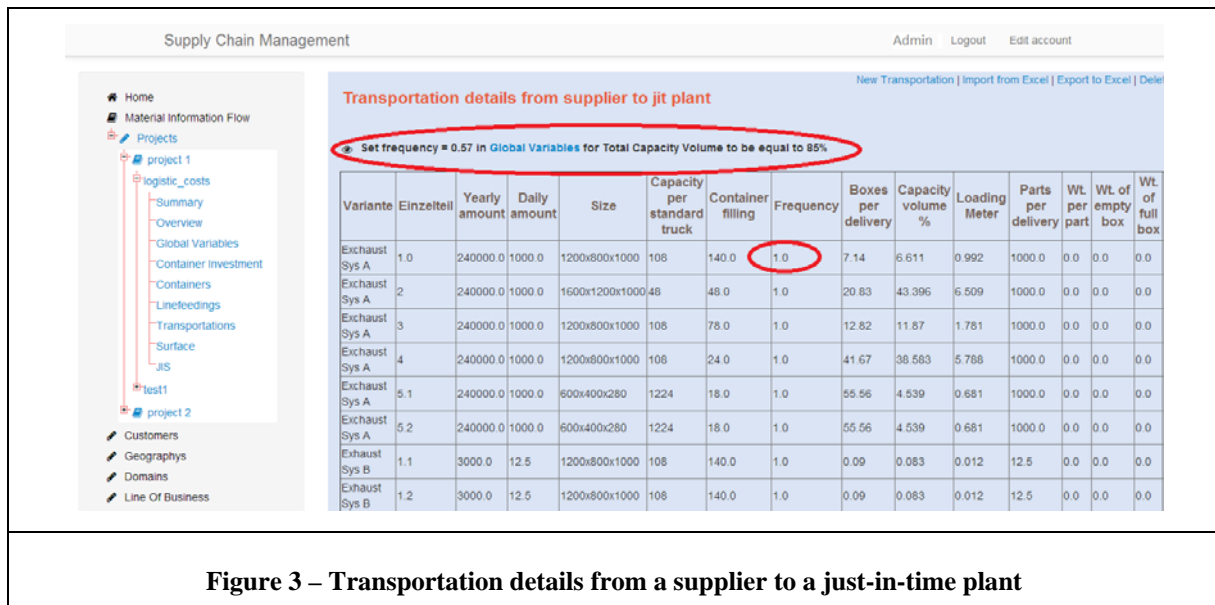 Supply Chain Management
Admin Logout Edit account
New Transportation | Import from Excel | Export to Excel | Delet
Home
Material Information Flow
Projects
project 1
logistic_costs
Summary
Overview
Global Variables
Container Investment
Containers
Linefeedings
Transportations
Surface
JIS
test1
project 2
Customers
Geographys
Domains
Line Of Business
Transportation details from supplier to jit plant
Set frequency = 0.57 in Global Variables for Total Capacity Volume to be equal to 85%
Variante Einzelteil Yearly amount Daily amount Size Capacity per standard truck Container filling Frequency Boxes per delivery Capacity volume % Loading Meter Parts per delivery Wt. per part Wt. of empty box Wt. of full box
Exchaust Sys A 1.0 240000.0 1000.0 1200x800x1000 108 140.0 1.0 7.14 6.611 0.992 1000.0 0.0 0.0 0.0
Exchaust Sys A 2 240000.0 1000.0 1600x1200x1000 48 48.0 1.0 20.83 43.396 6.509 1000.0 0.0 0.0 0.0
Exchaust Sys A 3 240000.0 1000.0 1200x800x1000 108 78.0 1.0 12.82 11.87 1.781 1000.0 0.0 0.0 0.0
Exchaust Sys A 4 240000.0 1000.0 1200x800x1000 108 24.0 1.0 41.67 38.583 5.788 1000.0 0.0 0.0 0.0
Exchaust Sys A 5.1 240000.0 1000.0 600x400x280 1224 18.0 1.0 55.56 4.539 0.681 1000.0 0.0 0.0 0.0
Exchaust Sys A 5.2 240000.0 1000.0 600x400x280 1224 18.0 1.0 55.56 4.539 0.681 1000.0 0.0 0.0 0.0
Exhaust Sys B 1.1 3000.0 12.5 1200x800x1000 108 140.0 1.0 0.09 0.083 0.012 12.5 0.0 0.0 0.0
Exhaust Sys B 1.2 3000.0 12.5 1200x800x1000 108 140.0 1.0 0.09 0.083 0.012 12.5 0.0 0.0 0.0
Figure 3 – Transportation details from a supplier to a just-in-time plant